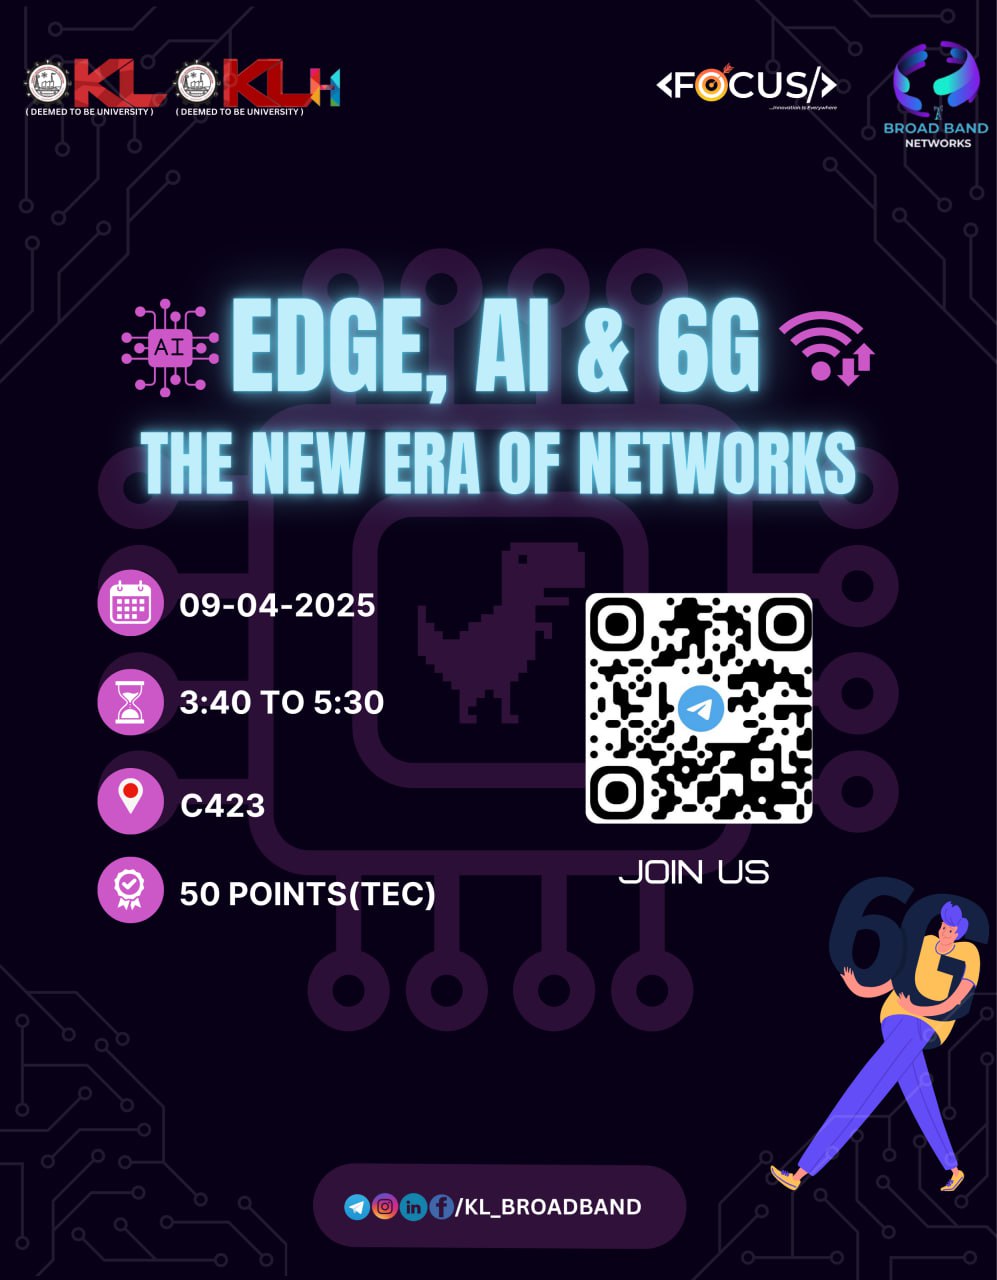 KL
( DEEMED TO BE UNIVERSITY )
KLH
( DEEMED TO BE UNIVERSITY )
<FOCUS/>
...Innovation is Everywhere
BROAD BAND
NETWORKS
AI
EDGE, AI & 6G
THE NEW ERA OF NETWORKS
09-04-2025
3:40 TO 5:30
C423
50 POINTS(TEC)
JOIN US
6G
/KL_BROADBAND